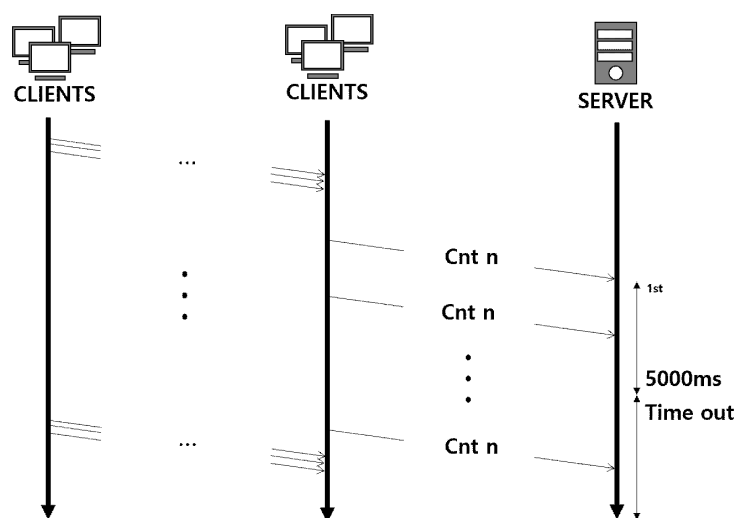 CLIENTS
CLIENTS
SERVER
...
Cnt n
1st
Cnt n
5000ms
Time out
...
Cnt n